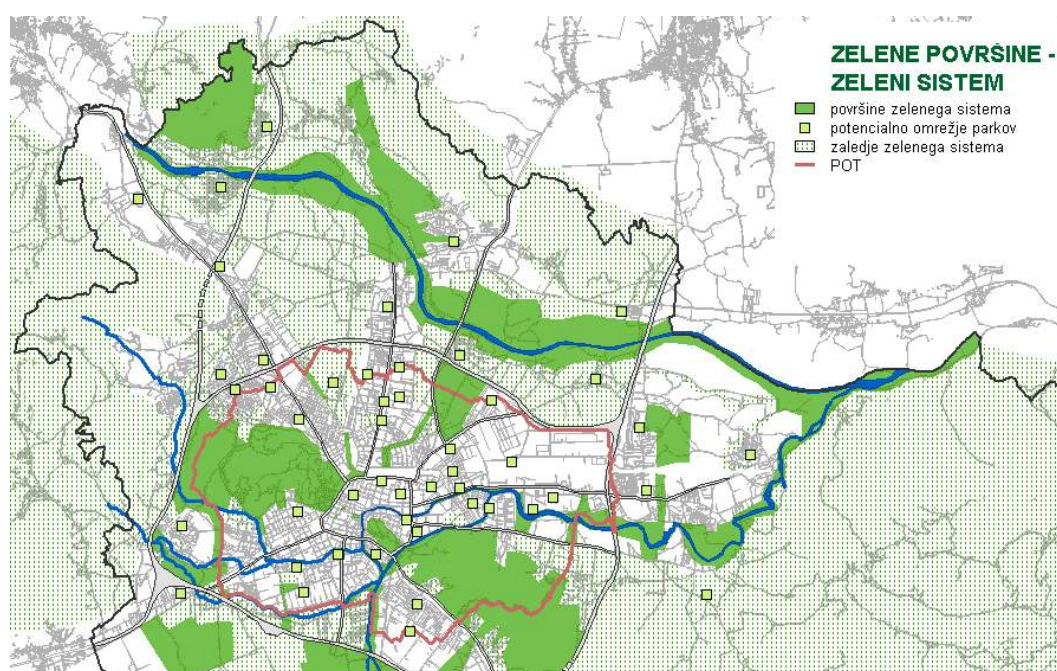 ZELENE POVRŠINE -
ZELENI SISTEM
površine zelenega sistema
potencialno omrežje parkov
zaledje zelenega sistema
POT